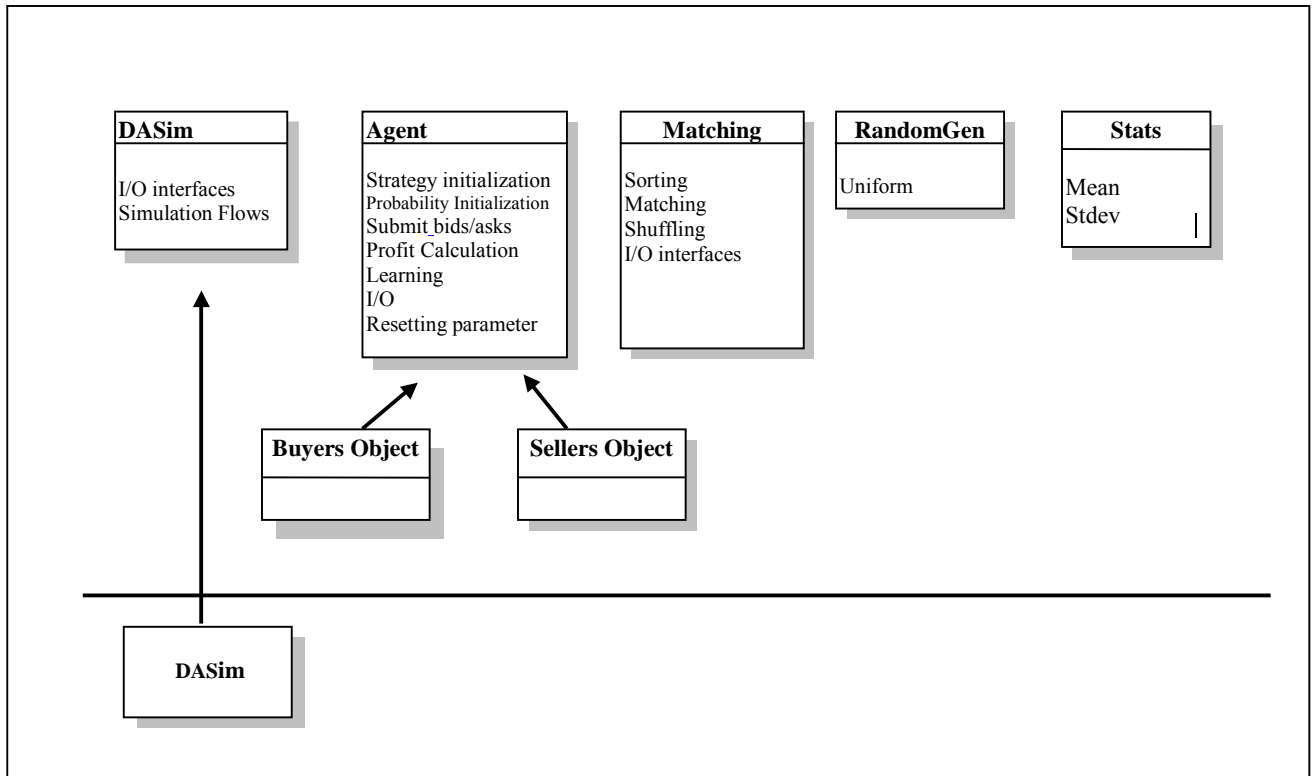 DASim
I/O interfaces
Simulation Flows
Agent
Strategy initialization
Probability Initialization
Submit bids/asks
Profit Calculation
Learning
I/O
Resetting parameter
Matching
Sorting
Matching
Shuffling
I/O interfaces
RandomGen
Uniform
Stats
Mean
Stdev
Buyers Object
Sellers Object
DASim